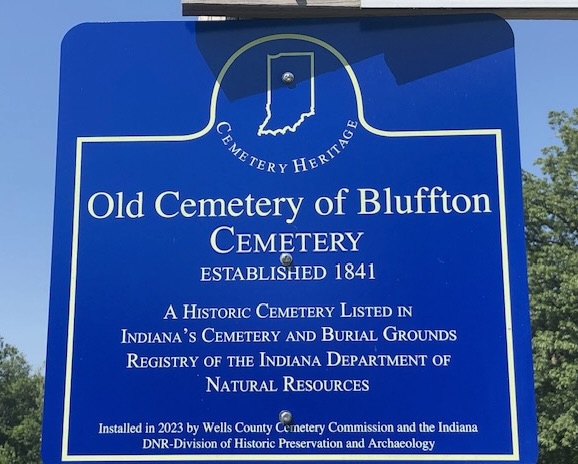 CEMETERY HERITAGE
Old Cemetery of Bluffton
CEMETERY
ESTABLISHED 1841
A HISTORIC CEMETERY LISTED IN
INDIANA'S CEMETERY AND BURIAL GROUNDS
REGISTRY OF THE INDIANA DEPARTMENT OF
NATURAL RESOURCES
Installed in 2023 by Wells County Cemetery Commission and the Indiana
DNR-Division of Historic Preservation and Archaeology